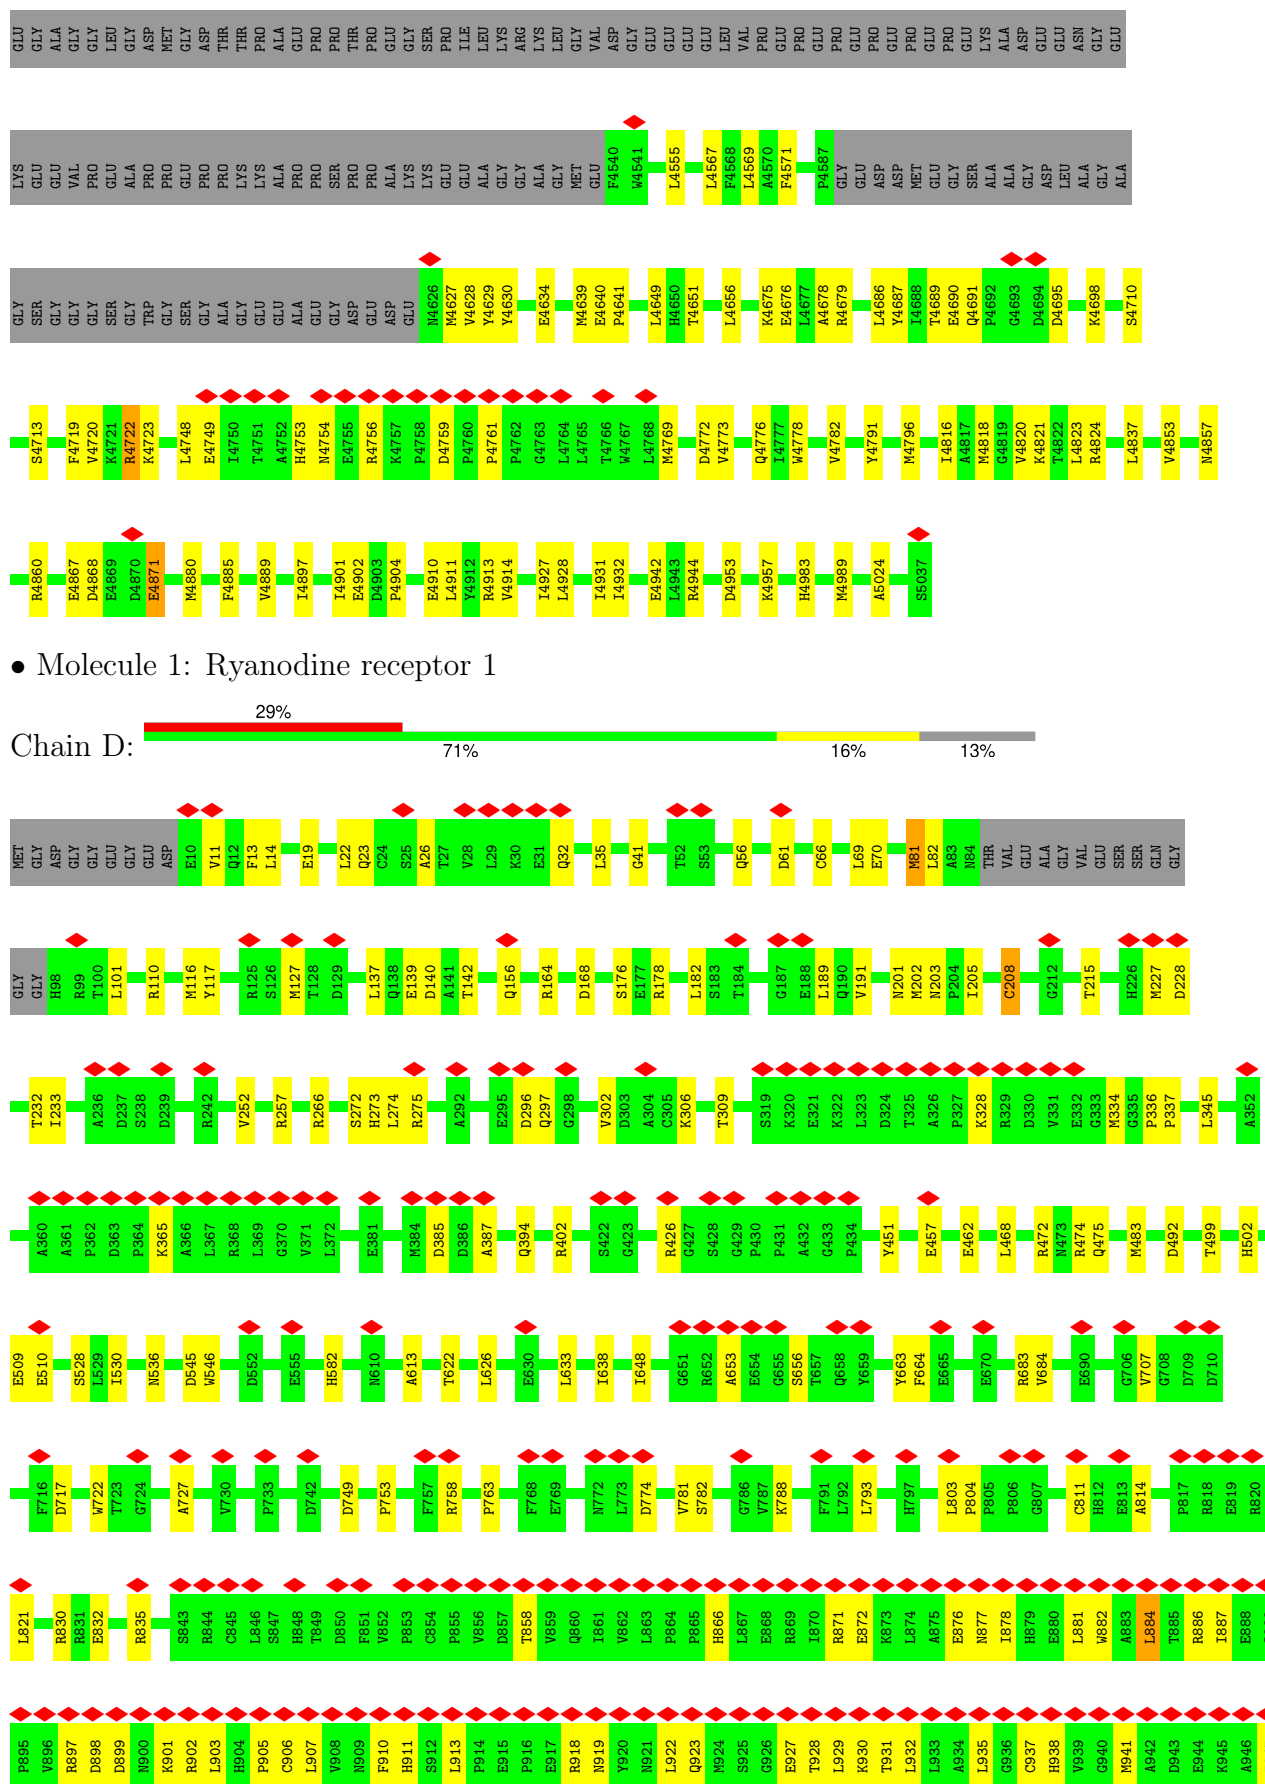 GLU GLY ALA GLY GLY LEU GLY ASP MET GLY ASP THR THR PRO ALA GLU PRO PRO THR PRO GLU GLY SER PRO ILE LEU LYS ARG LYS LEU GLY VAL ASP GLY GLU GLU GLU GLU LEU VAL PRO GLU PRO GLU PRO GLU PRO GLU PRO GLU LYS ALA ASP GLU GLU ASN GLY GLU
LYS GLU GLU VAL PRO GLU ALA PRO PRO GLU PRO PRO LYS LYS ALA PRO PRO SER PRO PRO ALA LYS LYS GLU GLU ALA GLY GLY ALA GLY MET GLU F4540 W4541 L4555 L4567 F4568 L4569 A4570 F4571 P4587 GLY GLU ASP ASP MET GLU GLY SER ALA ALA GLY ASP LEU ALA GLY ALA
GLY SER GLY GLY GLY SER GLY TRP GLY SER GLY ALA GLY GLU GLU ALA GLU GLY ASP GLU ASP GLU N4626 M4627 V4628 Y4629 Y4630 E4634 M4639 E4640 P4641 L4649 H4650 T4651 L4656 K4675 E4676 L4677 A4678 R4679 L4686 Y4687 I4688 T4689 E4690 Q4691 P4692 G4693 D4694 D4695 K4698 S4710
S4713 F4719 V4720 K4721 R4722 K4723 L4748 E4749 I4750 T4751 A4752 H4753 N4754 E4755 R4756 K4757 P4758 D4759 P4760 P4761 P4762 G4763 L4764 L4765 T4766 W4767 L4768 M4769 D4772 V4773 Q4776 I4777 W4778 V4782 Y4791 M4796 I4816 A4817 M4818 G4819 V4820 K4821 T4822 L4823 R4824 L4837 V4853 N4857
R4860 E4867 D4868 E4869 D4870 E4871 M4880 F4885 V4889 I4897 I4901 E4902 D4903 P4904 E4910 L4911 Y4912 R4913 V4914 I4927 L4928 I4931 I4932 E4942 L4943 R4944 D4953 K4957 H4983 M4989 A5024 S5037
• Molecule 1: Ryanodine receptor 1
29%
Chain D: 71% 16% 13%
MET GLY ASP GLY GLY GLU GLY GLU ASP E10 V11 Q12 F13 L14 E19 L22 Q23 C24 S25 A26 T27 V28 L29 K30 E31 Q32 L35 G41 T52 S53 Q56 D61 C66 L69 E70 M81 L82 A83 N84 THR VAL GLU ALA GLY VAL GLU SER SER GLN GLY
GLY GLY H98 R99 T100 L101 R110 M116 Y117 R125 S126 M127 T128 D129 L137 Q138 E139 D140 A141 T142 Q156 R164 D168 S176 E177 R178 L182 S183 T184 G187 E188 L189 Q190 V191 N201 M202 N203 P204 I205 C208 G212 T215 H226 M227 D228
T232 I233 A236 D237 S238 D239 R242 V252 R257 R266 S272 H273 L274 R275 A292 E295 D296 Q297 G298 V302 D303 A304 C305 K306 T309 S319 K320 E321 K322 L323 D324 T325 A326 P327 K328 R329 D330 V331 E332 G333 M334 G335 P336 P337 L345 A352
A360 A361 P362 D363 P364 K365 A366 L367 R368 L369 G370 V371 L372 E381 M384 D385 D386 A387 Q394 R402 S422 G423 R426 G427 S428 G429 P430 P431 A432 G433 P434 Y451 E457 E462 L468 R472 N473 R474 Q475 M483 D492 T499 H502
E509 E510 S528 L529 I530 N536 D545 W546 D552 E555 H582 N610 A613 T622 L626 E630 L633 I638 I648 G651 R652 A653 E654 G655 S656 T657 Q658 Y659 Y663 F664 E665 E670 R683 V684 E690 G706 V707 G708 D709 D710
F716 D717 W722 T723 G724 A727 V730 P733 D742 D749 P753 F757 R758 P763 F768 E769 N772 L773 D774 V781 S782 G786 V787 K788 F791 L792 L793 H797 L803 P804 P805 P806 G807 C811 H812 E813 A814 P817 R818 E819 R820
L821 R830 R831 E832 R835 S843 R844 C845 L846 S847 H848 T849 D850 F851 V852 P853 C854 P855 V856 D857 T858 V859 Q860 I861 V862 L863 P864 P865 H866 L867 E868 R869 I870 R871 E872 K873 L874 A875 E876 N877 I878 H879 E880 L881 W882 A883 L884 T885 R886 I887 E888
P895 V896 R897 D898 D899 N900 K901 R902 L903 H904 P905 C906 L907 V908 N909 F910 H911 S912 L913 P914 E915 P916 E917 R918 N919 Y920 N921 L922 Q923 M924 S925 G926 E927 T928 L929 K930 T931 L932 L933 A934 L935 G936 C937 H938 V939 G940 M941 A942 D943 E944 K945 A946